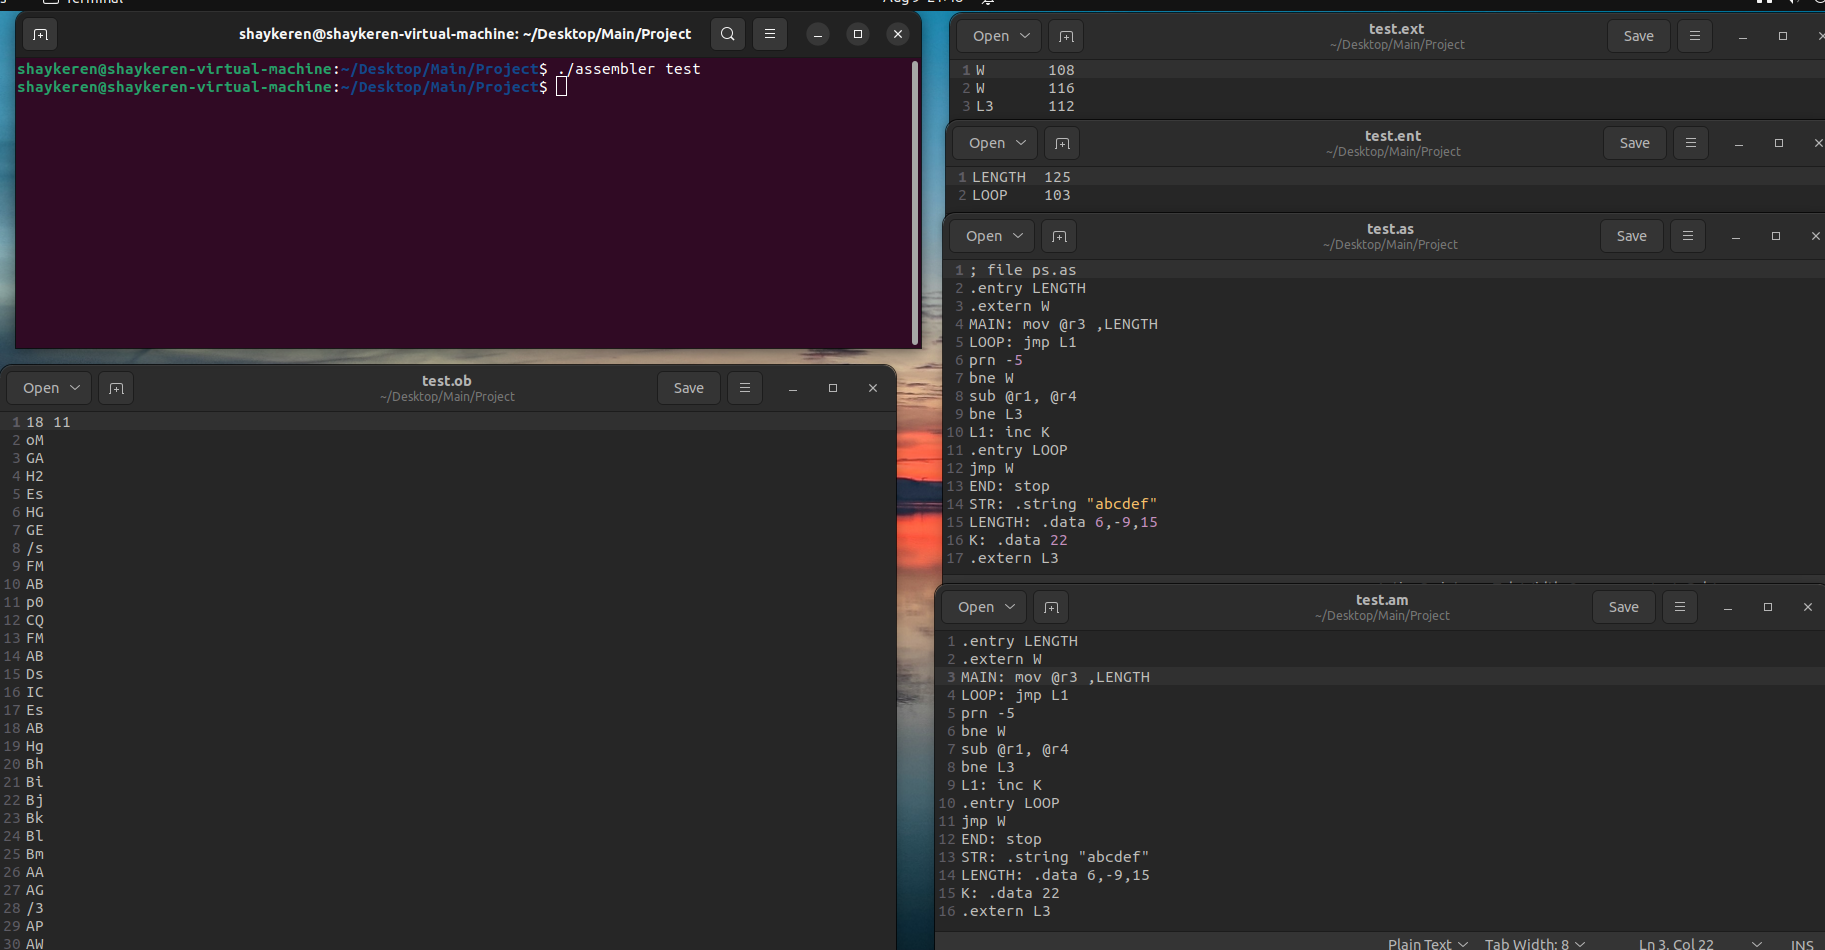 Terminal
shaykeren@shaykeren-virtual-machine: ~/Desktop/Main/Project
shaykeren@shaykeren-virtual-machine:~/Desktop/Main/Project$ ./assembler test
shaykeren@shaykeren-virtual-machine:~/Desktop/Main/Project$
Open
test.ext
~/Desktop/Main/Project
Save
1 W 108
2 W 116
3 L3 112
Open
test.ent
~/Desktop/Main/Project
Save
1 LENGTH 125
2 LOOP 103
Open
test.as
~/Desktop/Main/Project
Save
1 ; file ps.as
2 .entry LENGTH
3 .extern W
4 MAIN: mov @r3 ,LENGTH
5 LOOP: jmp L1
6 prn -5
7 bne W
8 sub @r1, @r4
9 bne L3
10 L1: inc K
11 .entry LOOP
12 jmp W
13 END: stop
14 STR: .string "abcdef"
15 LENGTH: .data 6,-9,15
16 K: .data 22
17 .extern L3
Open
test.ob
~/Desktop/Main/Project
Save
1 18 11
2 oM
3 GA
4 H2
5 Es
6 HG
7 GE
8 /s
9 FM
10 AB
11 p0
12 CQ
13 FM
14 AB
15 Ds
16 IC
17 Es
18 AB
19 Hg
20 Bh
21 Bi
22 Bj
23 Bk
24 Bl
25 Bm
26 AA
27 AG
28 /3
29 AP
30 AW
Open
test.am
~/Desktop/Main/Project
Save
1 .entry LENGTH
2 .extern W
3 MAIN: mov @r3 ,LENGTH
4 LOOP: jmp L1
5 prn -5
6 bne W
7 sub @r1, @r4
8 bne L3
9 L1: inc K
10 .entry LOOP
11 jmp W
12 END: stop
13 STR: .string "abcdef"
14 LENGTH: .data 6,-9,15
15 K: .data 22
16 .extern L3
Plain Text Tab Width: 8 Ln 3, Col 22 INS